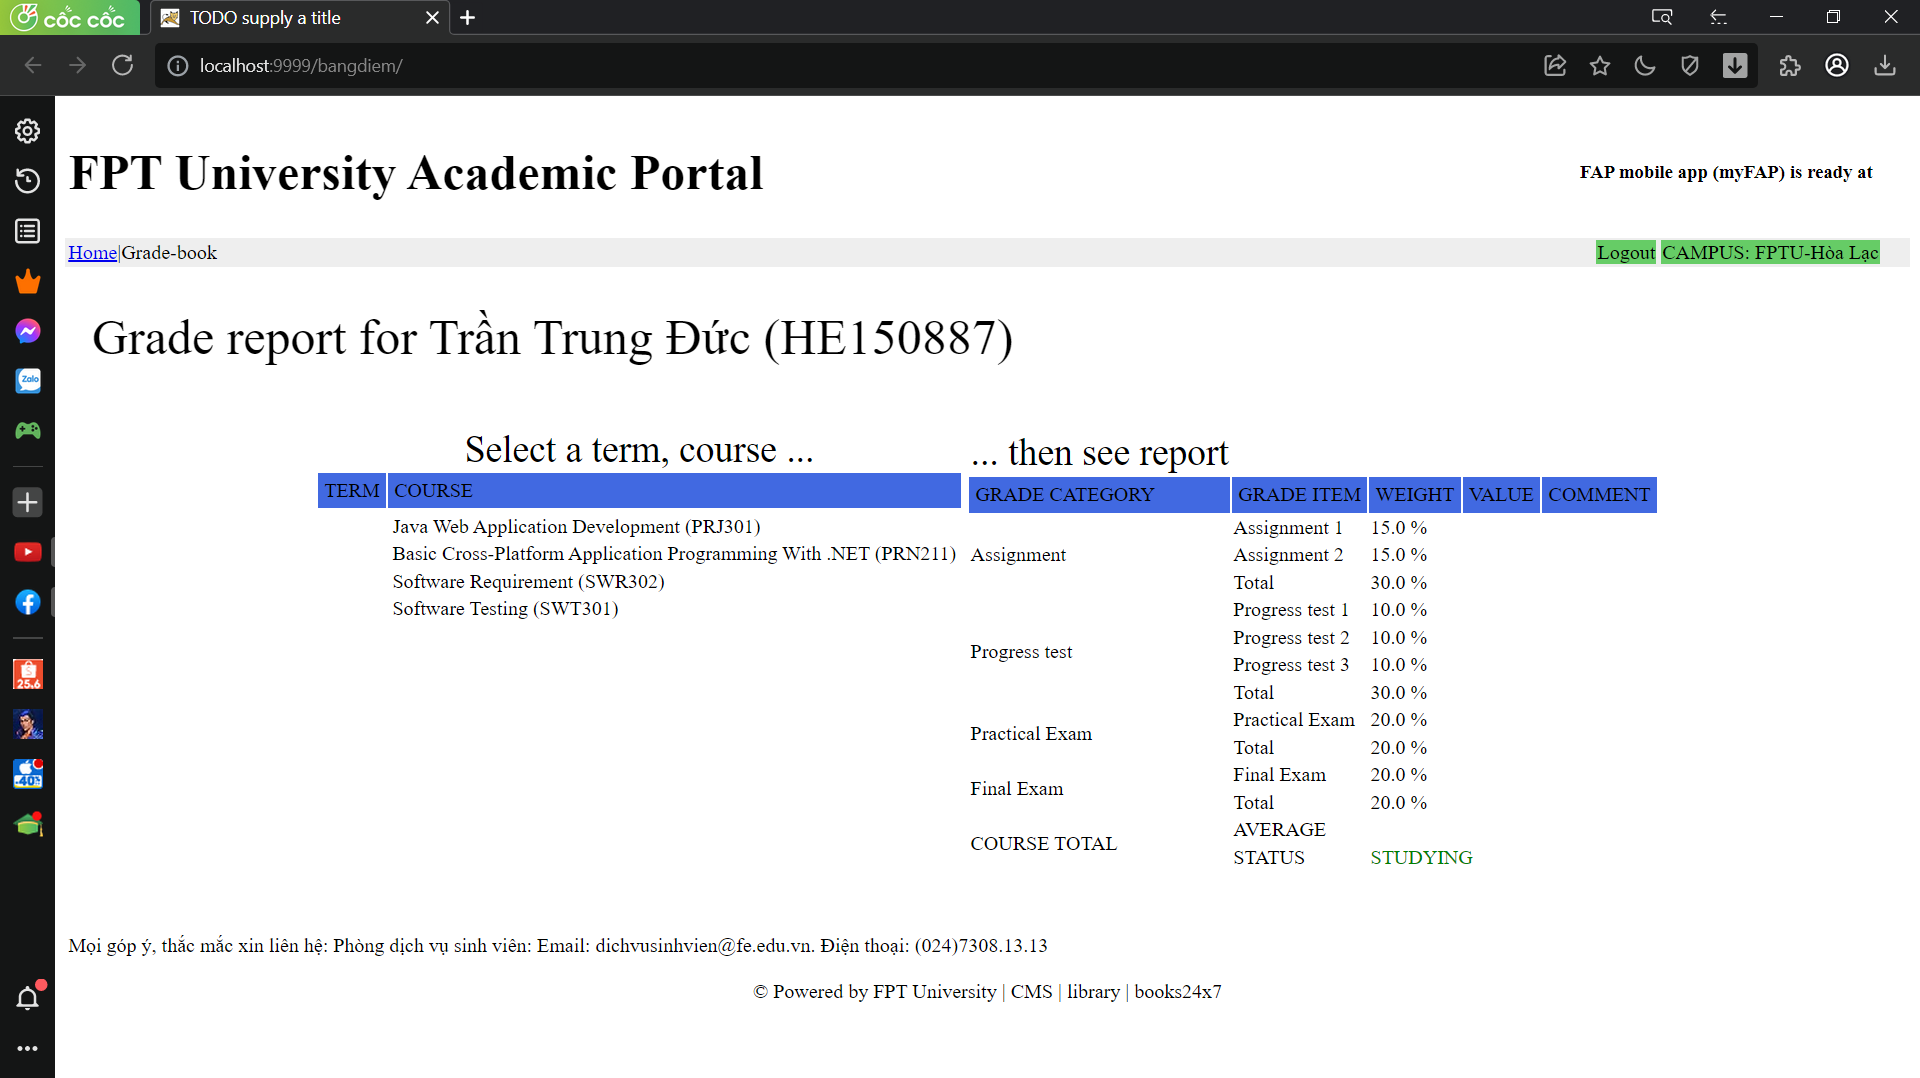 cốc cốc
TODO supply a title
localhost:9999/bangdiem/
FPT University Academic Portal
FAP mobile app (myFAP) is ready at
Home|Grade-book
Logout CAMPUS: FPTU-Hòa Lạc
Grade report for Trần Trung Đức (HE150887)
Select a term, course ...
TERM COURSE
Java Web Application Development (PRJ301)
Basic Cross-Platform Application Programming With .NET (PRN211)
Software Requirement (SWR302)
Software Testing (SWT301)
... then see report
GRADE CATEGORY GRADE ITEM WEIGHT VALUE COMMENT
Assignment 1 15.0 %
Assignment Assignment 2 15.0 %
Total 30.0 %
Progress test 1 10.0 %
Progress test 2 10.0 %
Progress test
Progress test 3 10.0 %
Total 30.0 %
Practical Exam 20.0 %
Practical Exam
Total 20.0 %
Final Exam 20.0 %
Final Exam
Total 20.0 %
AVERAGE
COURSE TOTAL
STATUS STUDYING
Mọi góp ý, thắc mắc xin liên hệ: Phòng dịch vụ sinh viên: Email: dichvusinhvien@fe.edu.vn. Điện thoại: (024)7308.13.13
© Powered by FPT University | CMS | library | books24x7
Zalo
25.6
40%